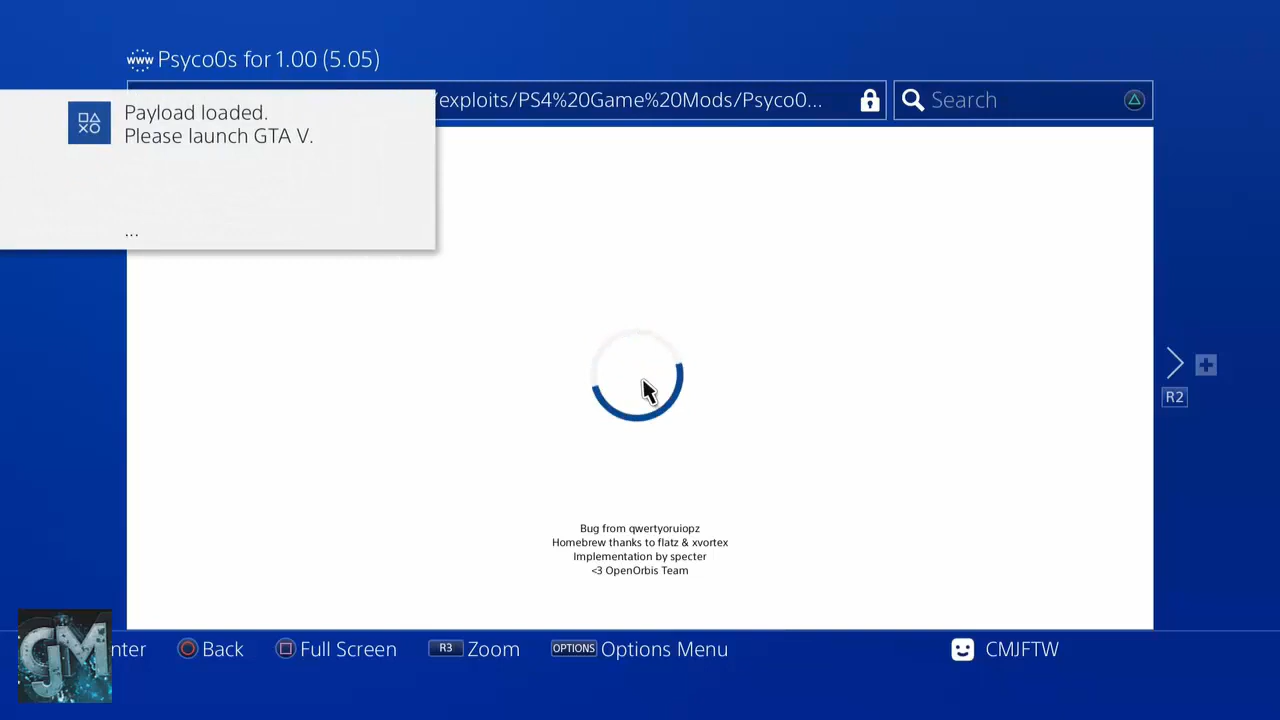 www Psyco0s for 1.00 (5.05)
/exploits/PS4%20Game%20Mods/Psyco0...
Search
Payload loaded.
Please launch GTA V.
...
R2
Bug from qwertyoruiopz
Homebrew thanks to flatz & xvortex
Implementation by specter
<3 OpenOrbis Team
nter
Back
Full Screen
R3 Zoom
OPTIONS Options Menu
CMJFTW
CJM